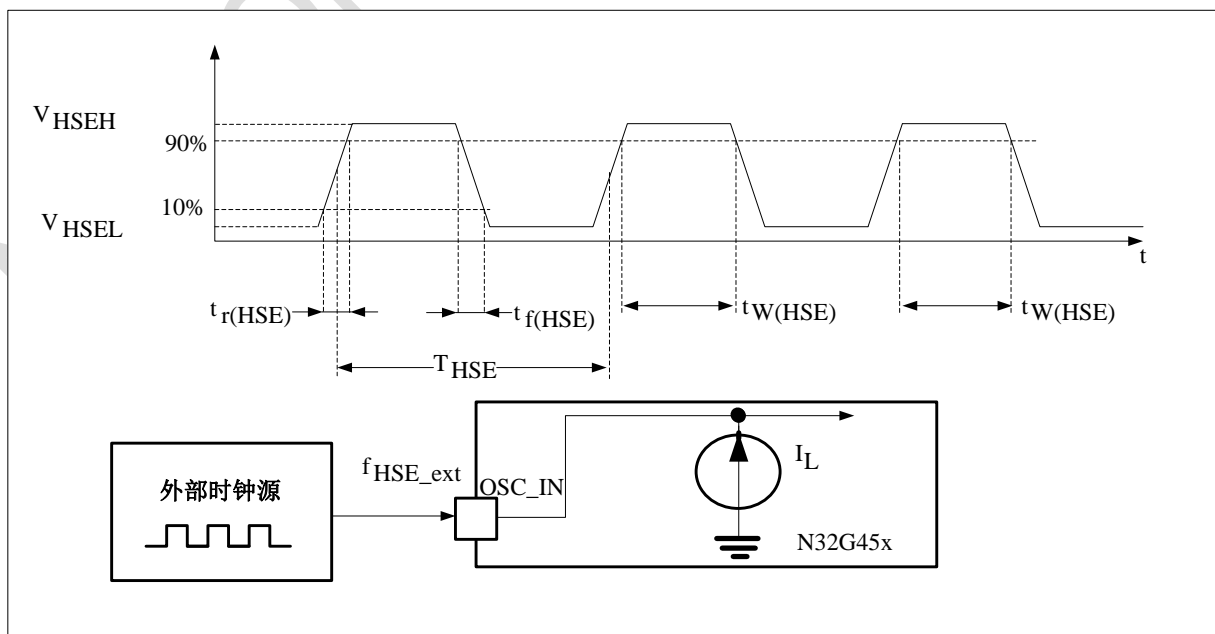 V HSEH
90%
10%
V HSEL
t
t r(HSE)
t f(HSE)
t W(HSE)
t W(HSE)
T HSE
外部时钟源
f HSE_ext
OSC_IN
I L
N32G45x